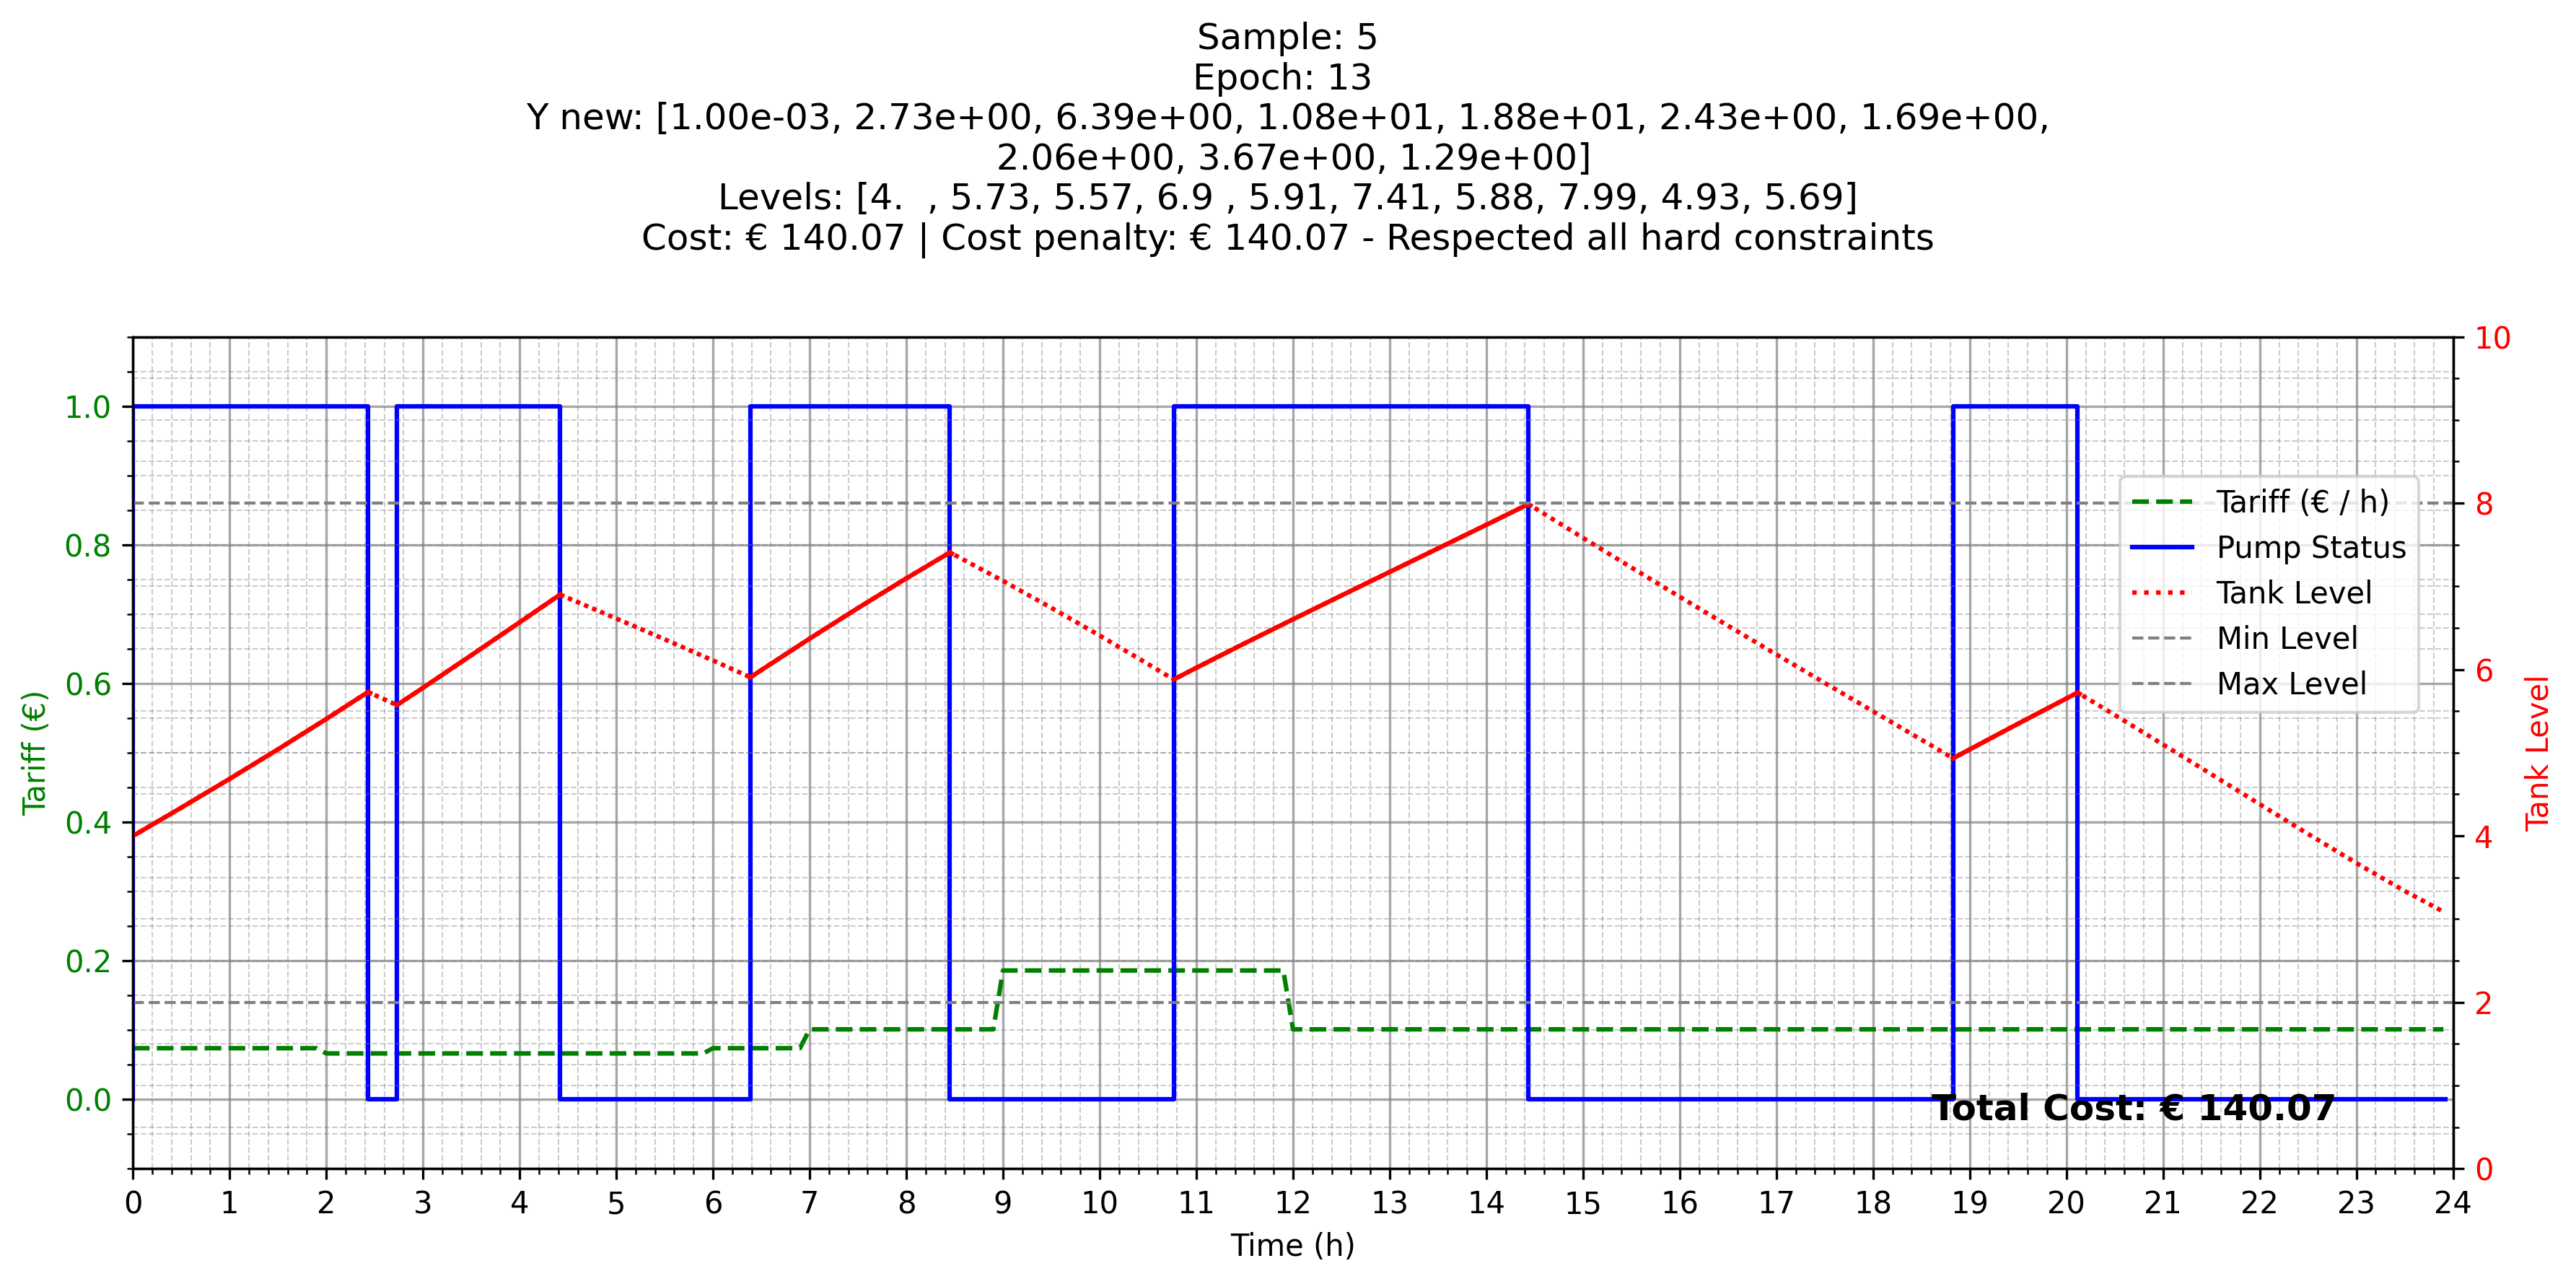 Sample: 5
Epoch: 13
Y new: [1.00e-03, 2.73e+00, 6.39e+00, 1.08e+01, 1.88e+01, 2.43e+00, 1.69e+00,
2.06e+00, 3.67e+00, 1.29e+00]
Levels: [4.  , 5.73, 5.57, 6.9 , 5.91, 7.41, 5.88, 7.99, 4.93, 5.69]
Cost: € 140.07 | Cost penalty: € 140.07 - Respected all hard constraints
Tariff (€)
1.0
0.8
0.6
0.4
0.2
0.0
Tariff (€ / h)
Pump Status
Tank Level
Min Level
Max Level
Total Cost: € 140.07
10
8
6
4
2
0
Tank Level
0 1 2 3 4 5 6 7 8 9 10 11 12 13 14 15 16 17 18 19 20 21 22 23 24
Time (h)